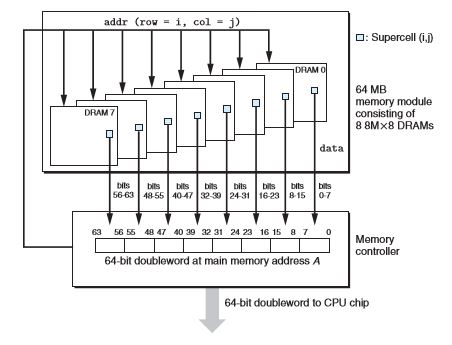 addr (row = i, col = j)
: Supercell (i,j)
DRAM 0
64 MB
memory module
consisting of
8 8M×8 DRAMs
DRAM 7
data
bits bits bits bits bits bits bits bits
56-63 48-55 40-47 32-39 24-31 16-23 8-15 0-7
63 56 55 48 47 40 39 32 31 24 23 16 15 8 7 0
Memory
controller
64-bit doubleword at main memory address A
64-bit doubleword to CPU chip